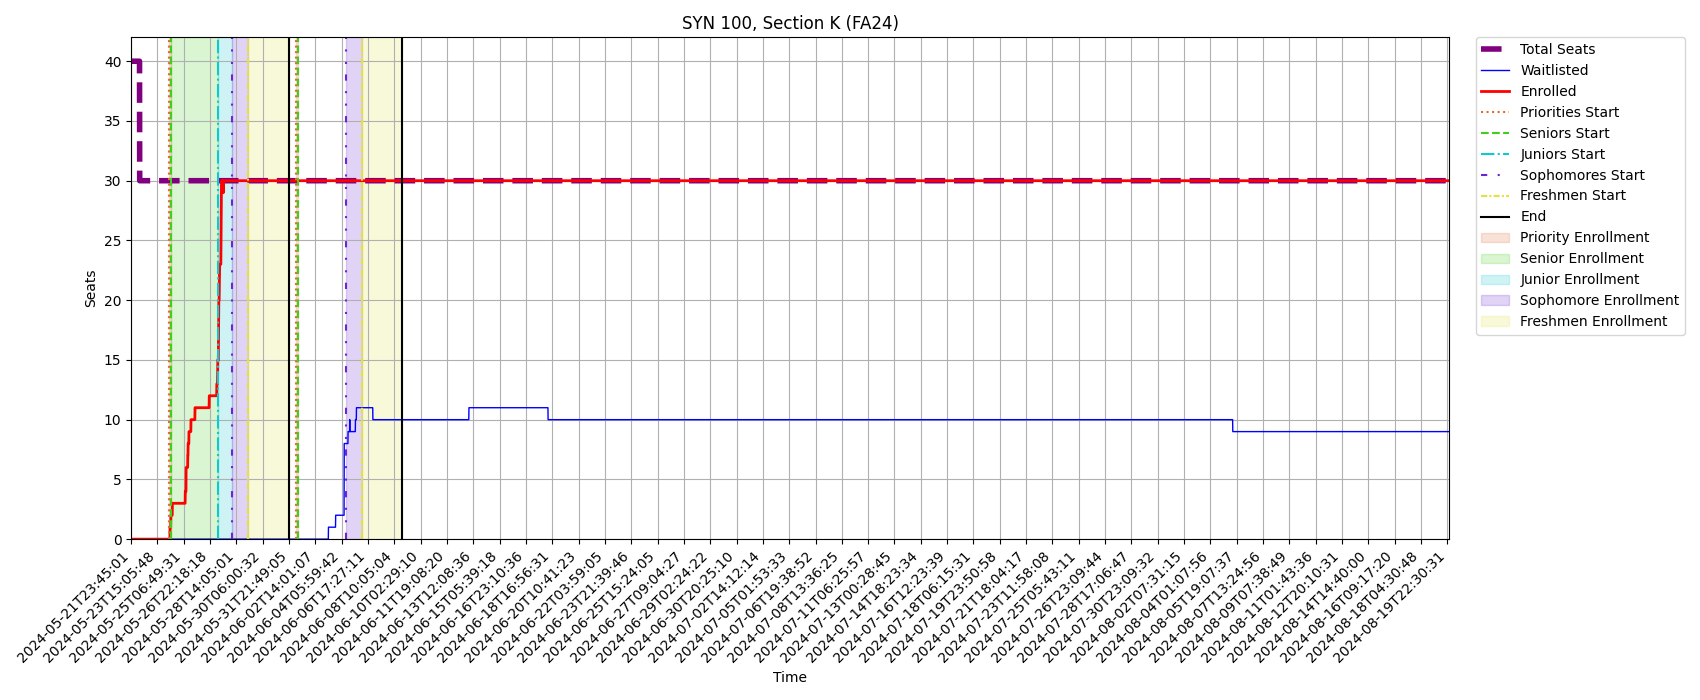 SYN 100, Section K (FA24)
Seats
40
35
30
25
20
15
10
5
0
2024-05-21T23:45:01
2024-05-23T15:05:48
2024-05-25T06:49:31
2024-05-26T22:18:18
2024-05-28T14:05:01
2024-05-30T06:00:32
2024-05-31T21:49:05
2024-06-02T14:01:07
2024-06-04T05:59:42
2024-06-06T17:27:11
2024-06-08T10:05:04
2024-06-10T02:29:10
2024-06-11T19:08:20
2024-06-13T12:08:36
2024-06-15T05:39:18
2024-06-16T23:10:36
2024-06-18T16:56:31
2024-06-20T10:41:23
2024-06-22T03:59:05
2024-06-23T21:39:46
2024-06-25T15:24:05
2024-06-27T09:04:27
2024-06-29T02:24:22
2024-06-30T20:25:10
2024-07-02T14:12:14
2024-07-05T01:53:33
2024-07-06T19:38:52
2024-07-08T13:36:25
2024-07-11T06:25:57
2024-07-13T00:28:45
2024-07-14T18:23:34
2024-07-16T12:23:39
2024-07-18T06:15:31
2024-07-19T23:50:58
2024-07-21T18:04:17
2024-07-23T11:58:08
2024-07-25T05:43:11
2024-07-26T23:09:44
2024-07-28T17:06:47
2024-07-30T23:09:32
2024-08-02T07:31:15
2024-08-04T01:07:56
2024-08-05T19:07:37
2024-08-07T13:24:56
2024-08-09T07:38:49
2024-08-11T01:43:36
2024-08-12T20:10:31
2024-08-14T14:40:00
2024-08-16T09:17:20
2024-08-18T04:30:48
2024-08-19T22:30:31
Time
Total Seats
Waitlisted
Enrolled
Priorities Start
Seniors Start
Juniors Start
Sophomores Start
Freshmen Start
End
Priority Enrollment
Senior Enrollment
Junior Enrollment
Sophomore Enrollment
Freshmen Enrollment